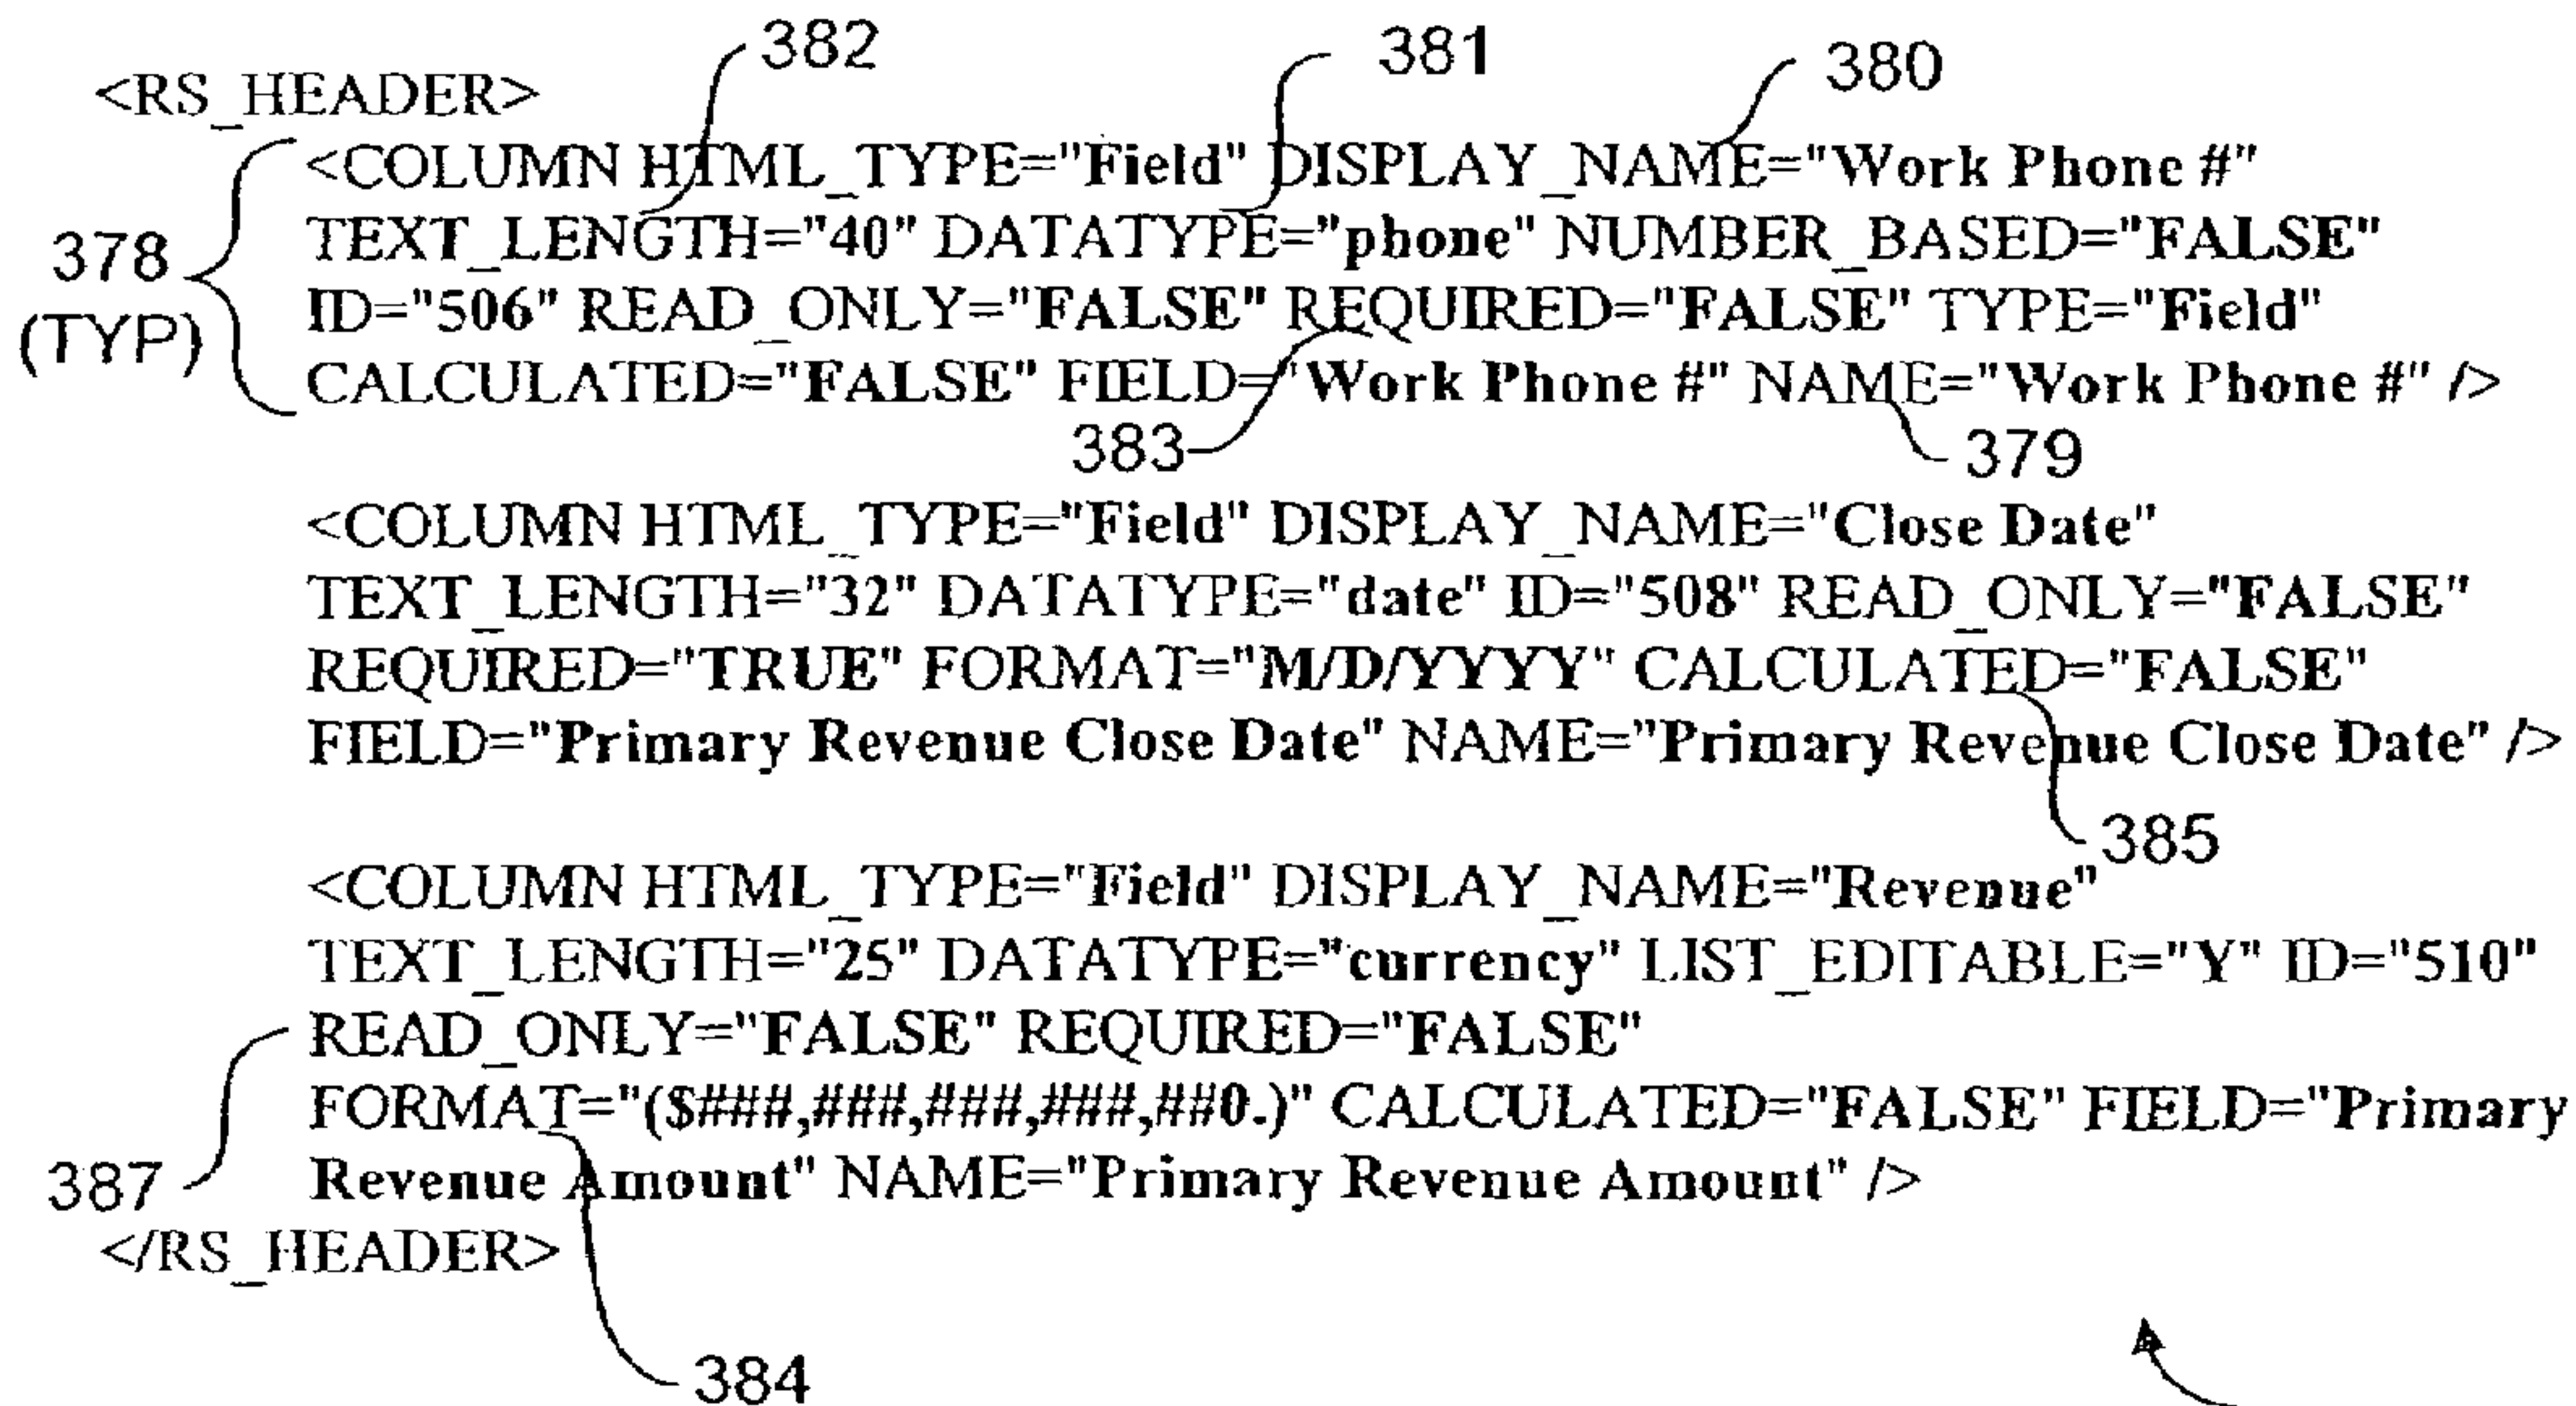 382
381
380
<RS_HEADER>
<COLUMN HTML_TYPE="Field" DISPLAY_NAME="Work Phone #"
TEXT_LENGTH="40" DATATYPE="phone" NUMBER_BASED="FALSE"
378
ID="506" READ_ONLY="FALSE" REQUIRED="FALSE" TYPE="Field"
(TYP)
CALCULATED="FALSE" FIELD="Work Phone #" NAME="Work Phone #" />
383
379
<COLUMN HTML_TYPE="Field" DISPLAY_NAME="Close Date"
TEXT_LENGTH="32" DATATYPE="date" ID="508" READ_ONLY="FALSE"
REQUIRED="TRUE" FORMAT="M/D/YYYY" CALCULATED="FALSE"
FIELD="Primary Revenue Close Date" NAME="Primary Revenue Close Date" />
385
<COLUMN HTML_TYPE="Field" DISPLAY_NAME="Revenue"
TEXT_LENGTH="25" DATATYPE="currency" LIST_EDITABLE="Y" ID="510"
READ_ONLY="FALSE" REQUIRED="FALSE"
FORMAT="($###,###,###,###,##0.)" CALCULATED="FALSE" FIELD="Primary
387
Revenue Amount" NAME="Primary Revenue Amount" />
</RS_HEADER>
384